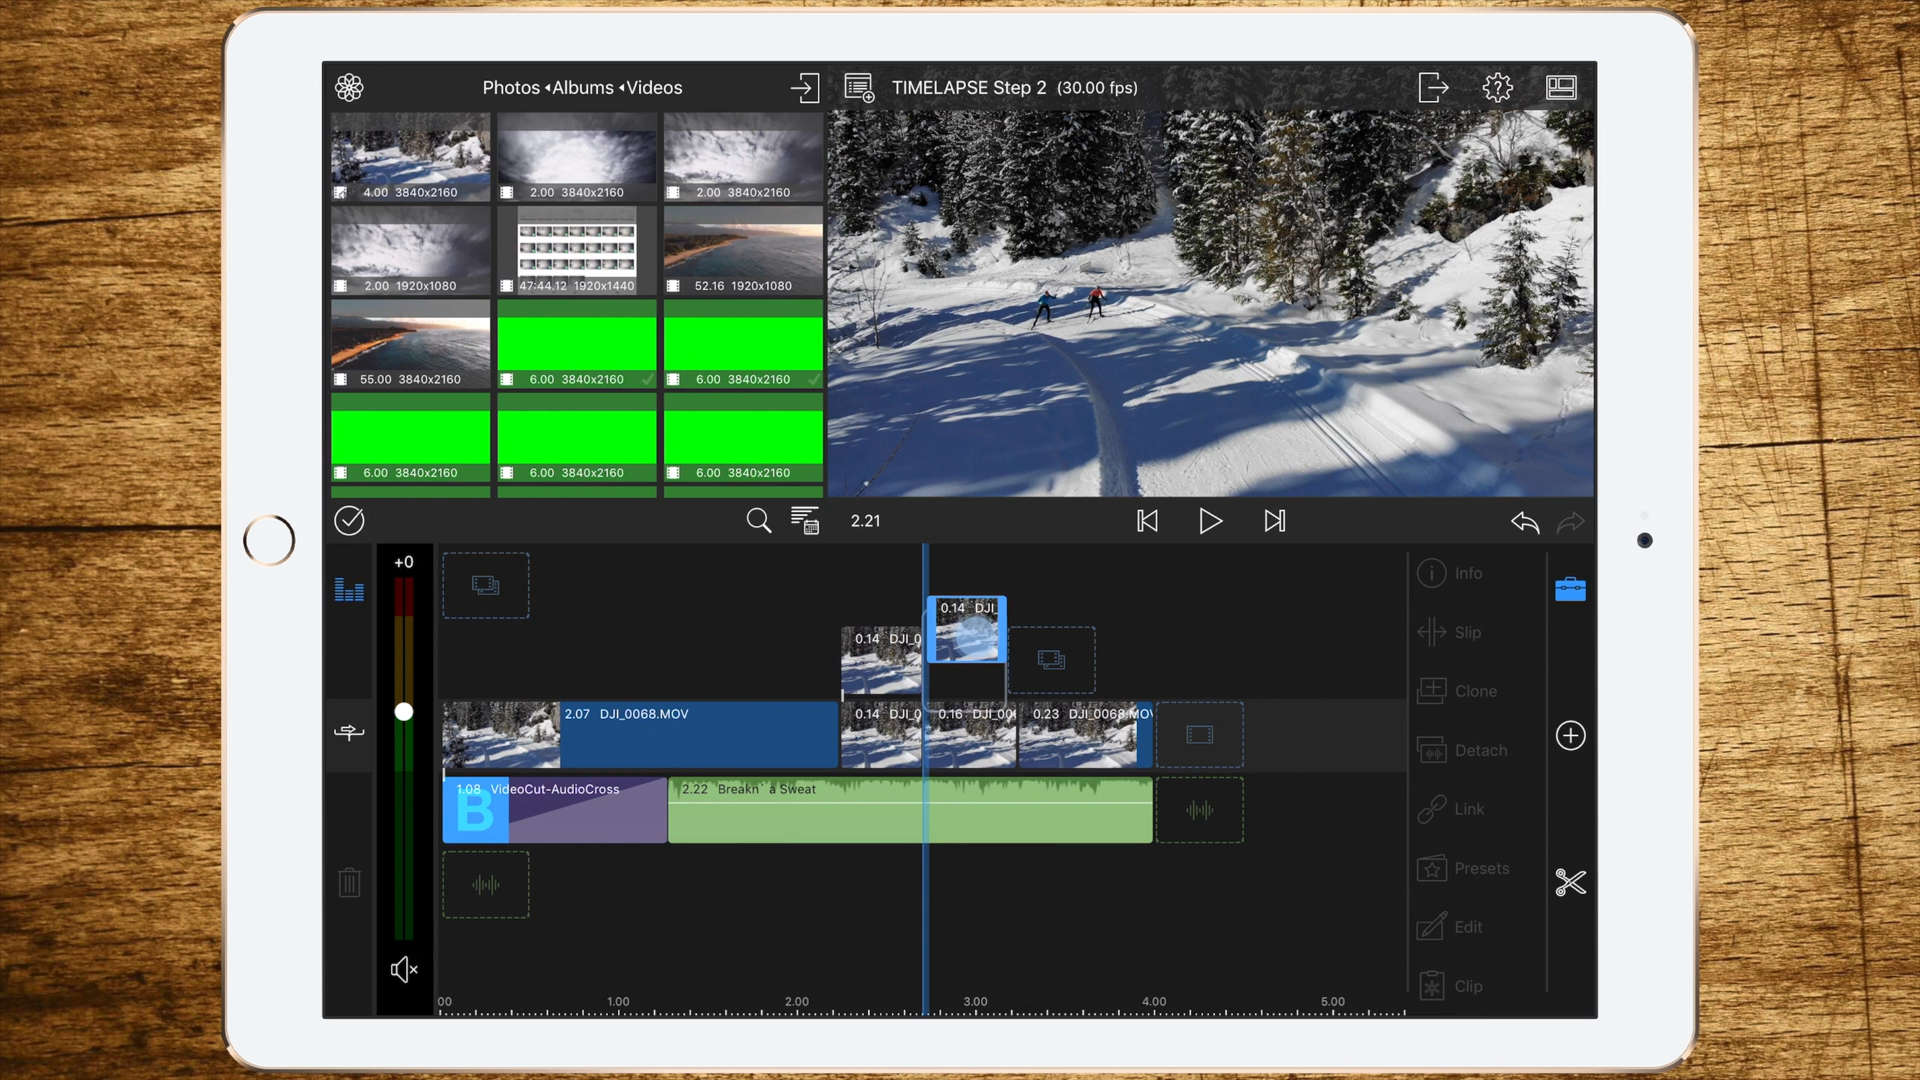 Photos ◂Albums ◂Videos
TIMELAPSE Step 2 (30.00 fps)
4.00 3840x2160
2.00 3840x2160
2.00 3840x2160
2.00 1920x1080
47:44.12 1920x1440
52.16 1920x1080
55.00 3840x2160
6.00 3840x2160
6.00 3840x2160
6.00 3840x2160
6.00 3840x2160
6.00 3840x2160
2.21
+0
0.14 DJI_
0.14 DJI_0
2.07 DJI_0068.MOV
0.14 DJI_0
0.16 DJI_00
0.23 DJI_0068.MOV
1.08 VideoCut-AudioCross
B
2.22 Breakn´ a Sweat
Info
Slip
Clone
Detach
Link
Presets
Edit
Clip
00
1.00
2.00
3.00
4.00
5.00